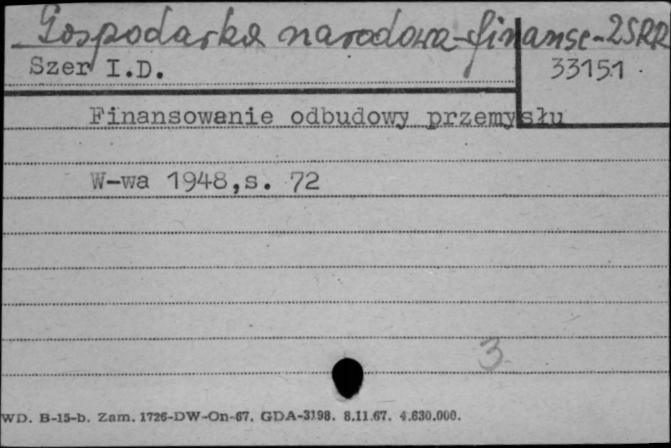 Gospodarka narodowa-finanse-ZSRR
Szer I.D.
33151
Finansowanie odbudowy przemysłu
W-wa 1948,s. 72
3
WD. B-15-b. Zam. 1726-DW-On-67. GDA-3198. 8.11.67. 4.630.000.